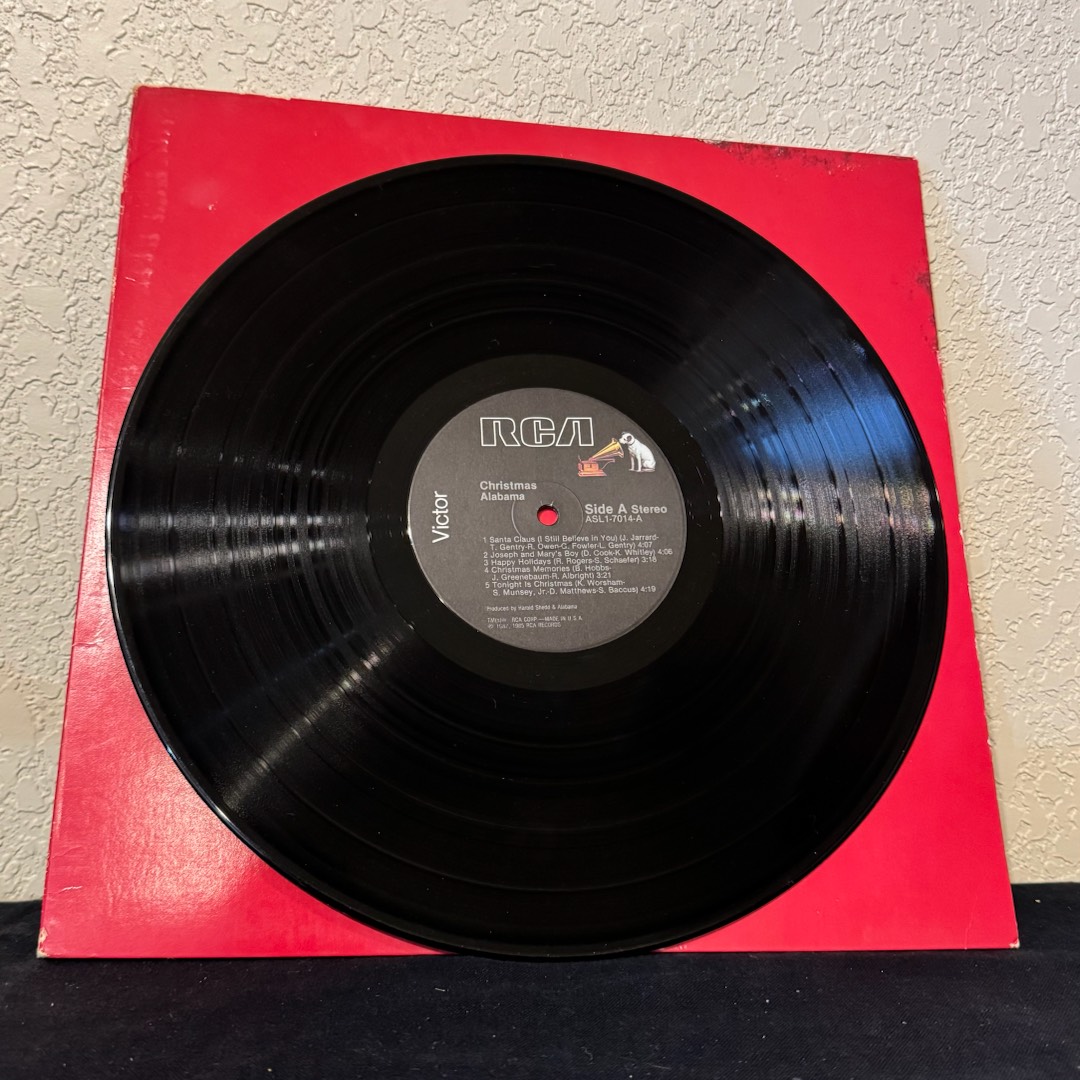 RCA
Victor
Christmas
Alabama
Side A Stereo
ASL1-7014-A
1 Santa Claus (I Still Believe in You) (J. Jarrard-
T. Gentry-R. Owen-G. Fowler-L. Gentry) 4:07
2 Joseph and Mary's Boy (D. Cook-K. Whitley) 4:06
3 Happy Holidays (R. Rogers-S. Schaefer) 3:18
4 Christmas Memories (B. Hobbs-
J. Greenebaum-R. Albright) 3:21
5 Tonight Is Christmas (K. Worsham-
S. Munsey, Jr.-D. Matthews-S. Baccus) 4:19
Produced by Harold Shedd & Alabama
RCA CORP.—MADE IN U.S.A.
1985 RCA RECORDS